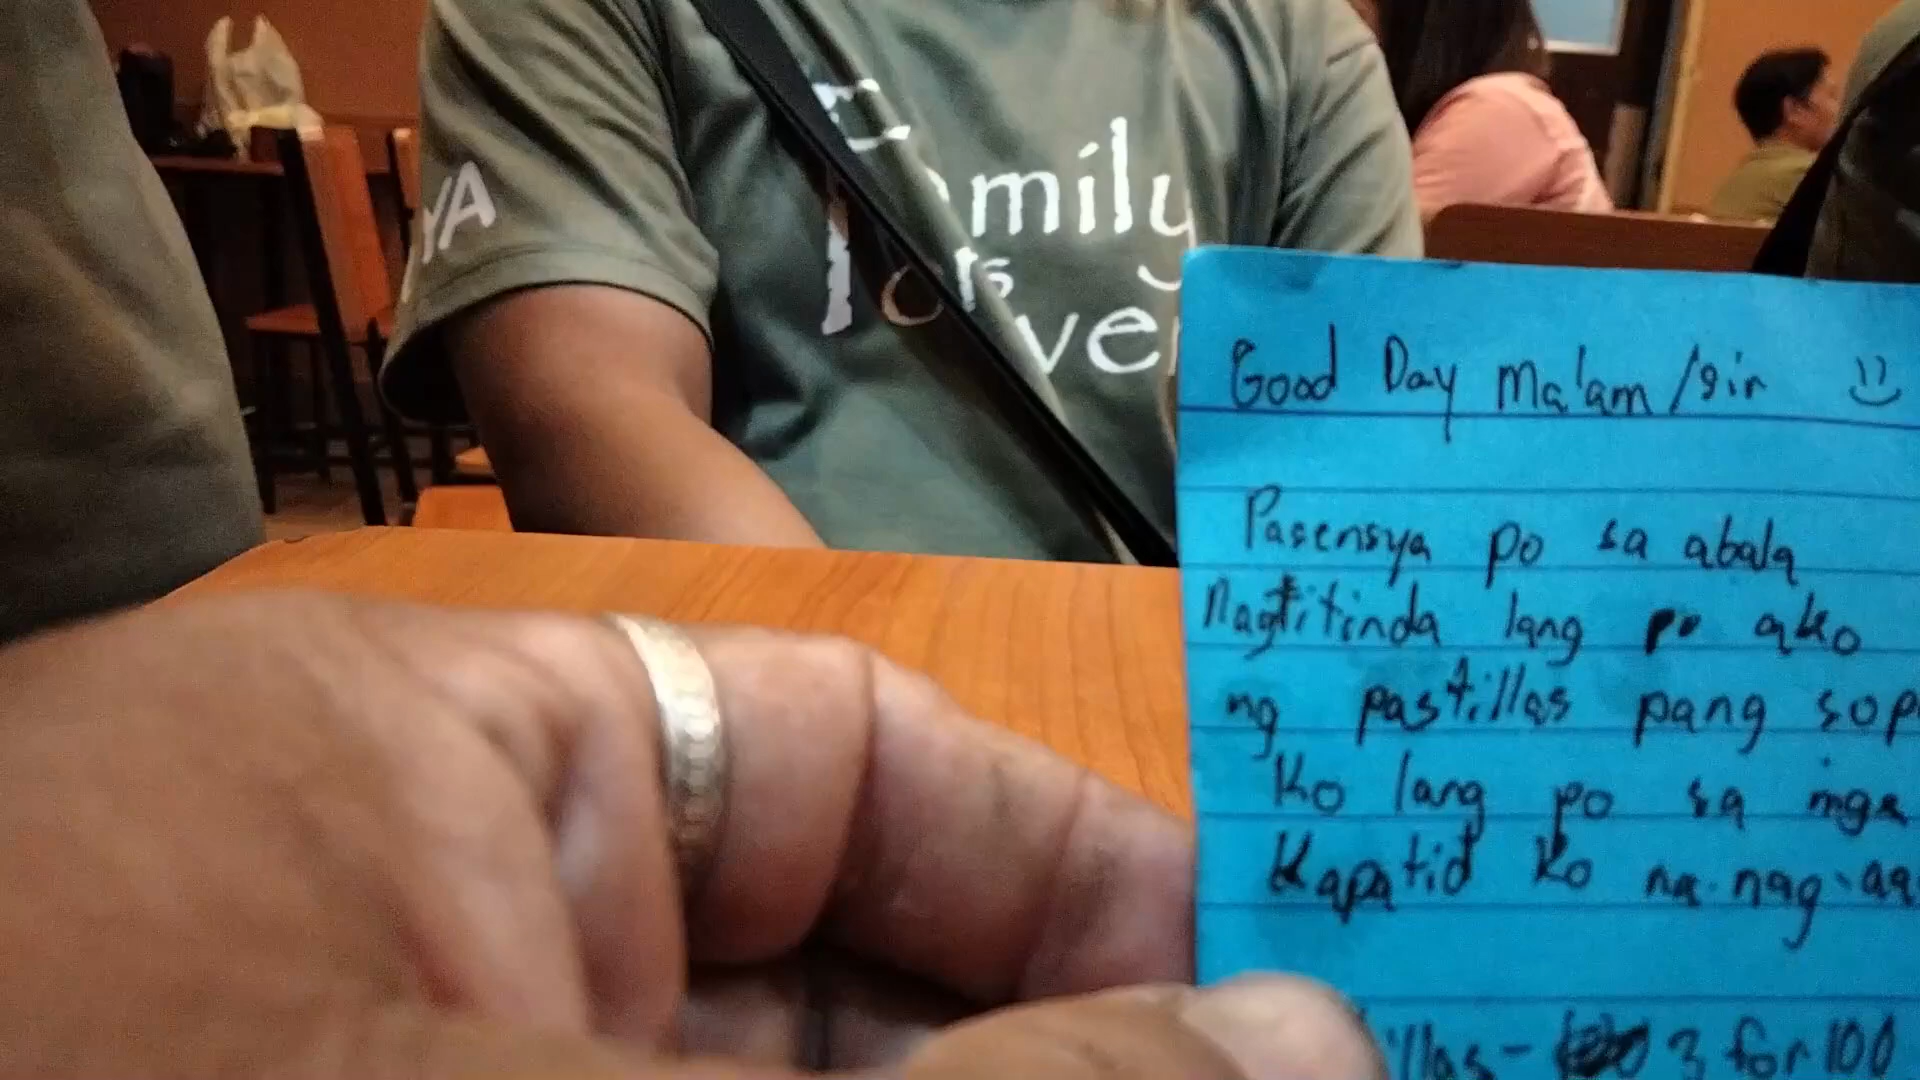 YA
Family
ver
Good Day Ma'am /sir
Pasensya po sa abala
Nagtitinda lang po ako
ng pastillas pang
ko lang po sa mga
Kapatid ko na
3 for 100